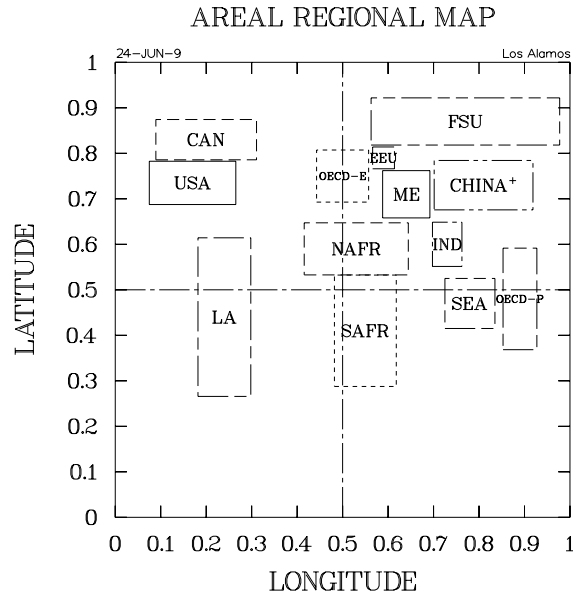 AREAL REGIONAL MAP
24-JUN-9 Los Alamos
1
0.9
FSU
CAN
0.8
EEU
OECD-E
USA
CHINA+
ME
0.7
0.6
NAFR
IND
0.5
OECD-P
SEA
LA
SAFR
0.4
0.3
0.2
0.1
0
0 0.1 0.2 0.3 0.4 0.5 0.6 0.7 0.8 0.9 1
LATITUDE
LONGITUDE